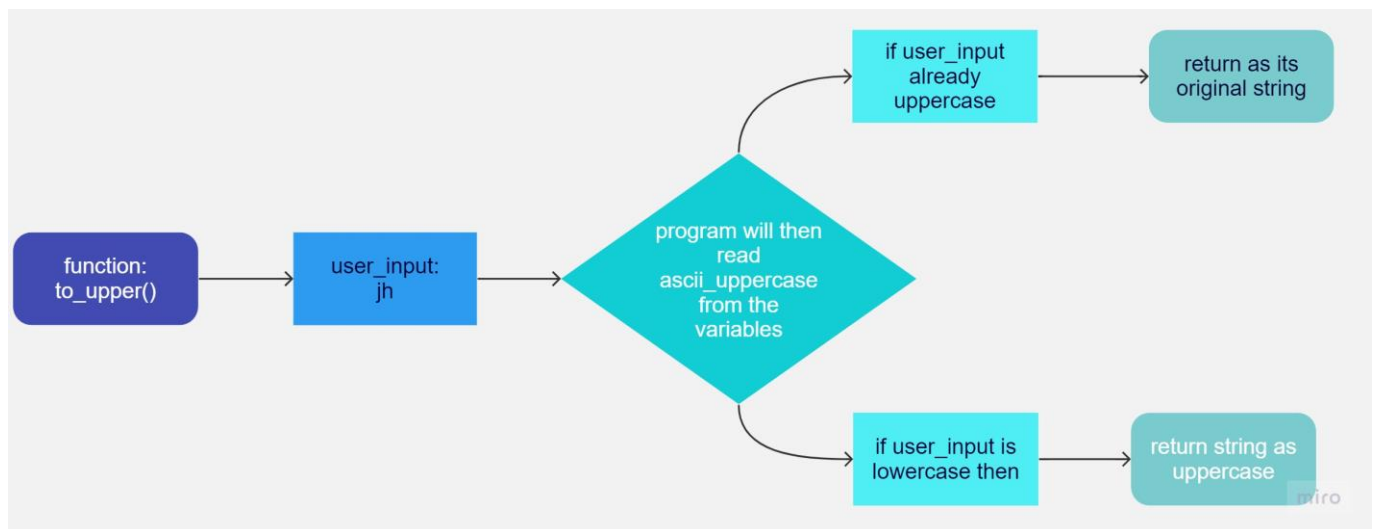 function:
to_upper()
user_input:
jh
program will then
read
ascii_uppercase
from the
variables
if user_input
already
uppercase
return as its
original string
if user_input is
lowercase then
return string as
uppercase
miro